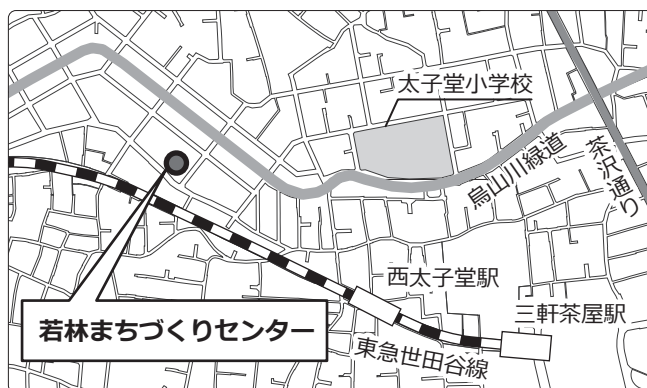 太子堂小学校
烏山川緑道
茶沢通り
西太子堂駅
三軒茶屋駅
若林まちづくりセンター
東急世田谷線